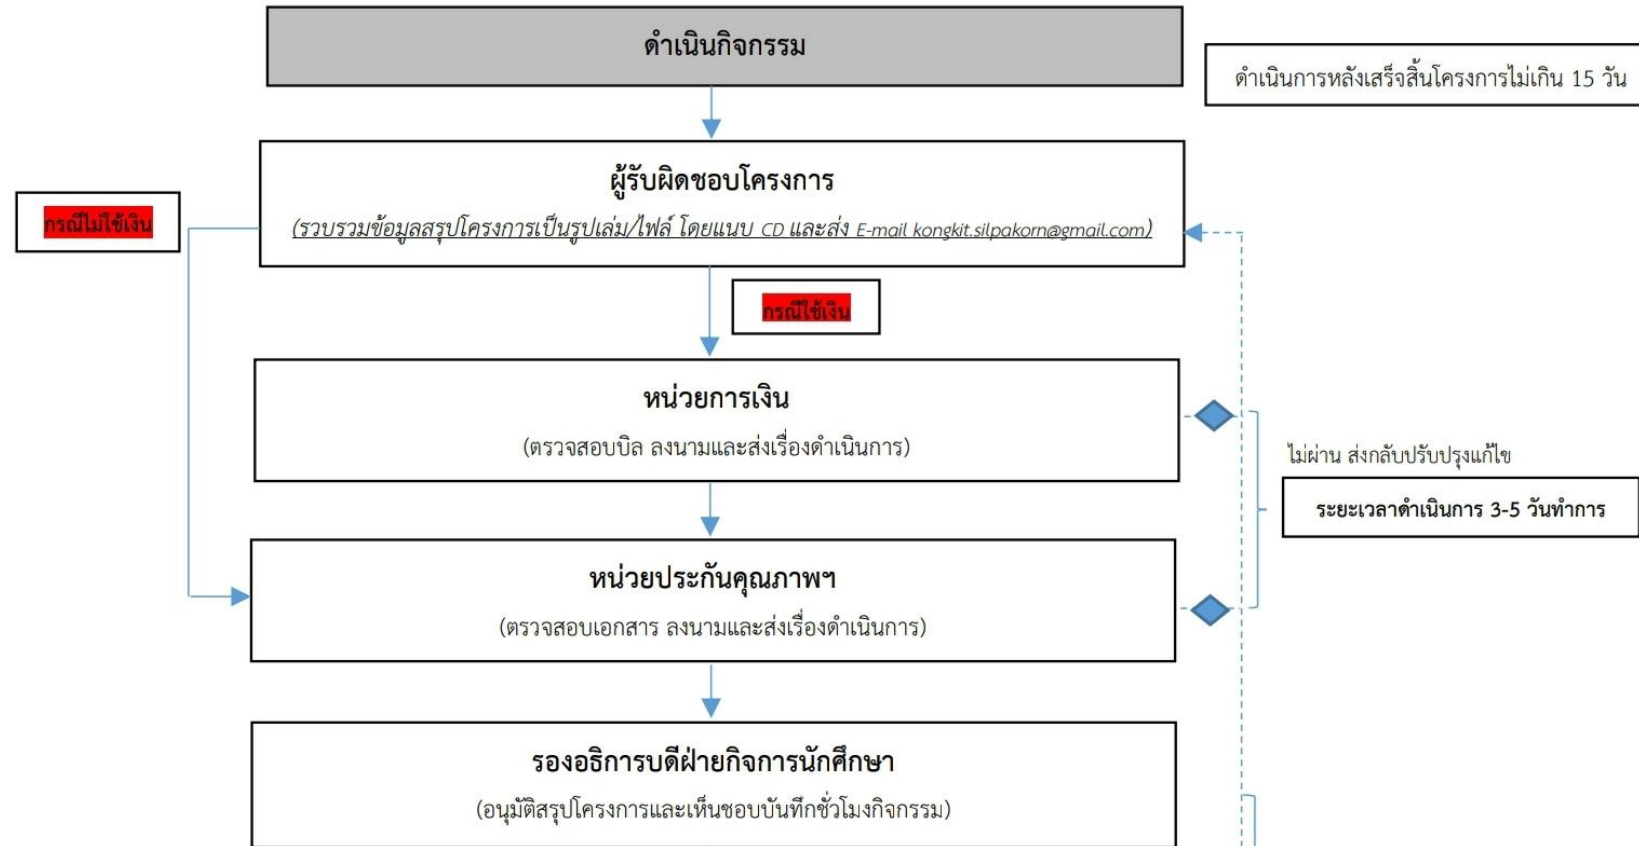 ดำเนินกิจกรรม
ดำเนินการหลังเสร็จสิ้นโครงการไม่เกิน 15 วัน
ผู้รับผิดชอบโครงการ
(รวบรวมข้อมูลสรุปโครงการเป็นรูปเล่ม/ไฟล์ โดยแนบ CD และส่ง E-mail kongkit.silpakorn@gmail.com)
กรณีไม่ใช้เงิน
กรณีใช้เงิน
หน่วยการเงิน
(ตรวจสอบบิล ลงนามและส่งเรื่องดำเนินการ)
ไม่ผ่าน ส่งกลับปรับปรุงแก้ไข
ระยะเวลาดำเนินการ 3-5 วันทำการ
หน่วยประกันคุณภาพฯ
(ตรวจสอบเอกสาร ลงนามและส่งเรื่องดำเนินการ)
รองอธิการบดีฝ่ายกิจการนักศึกษา
(อนุมัติสรุปโครงการและเห็นชอบบันทึกชั่วโมงกิจกรรม)